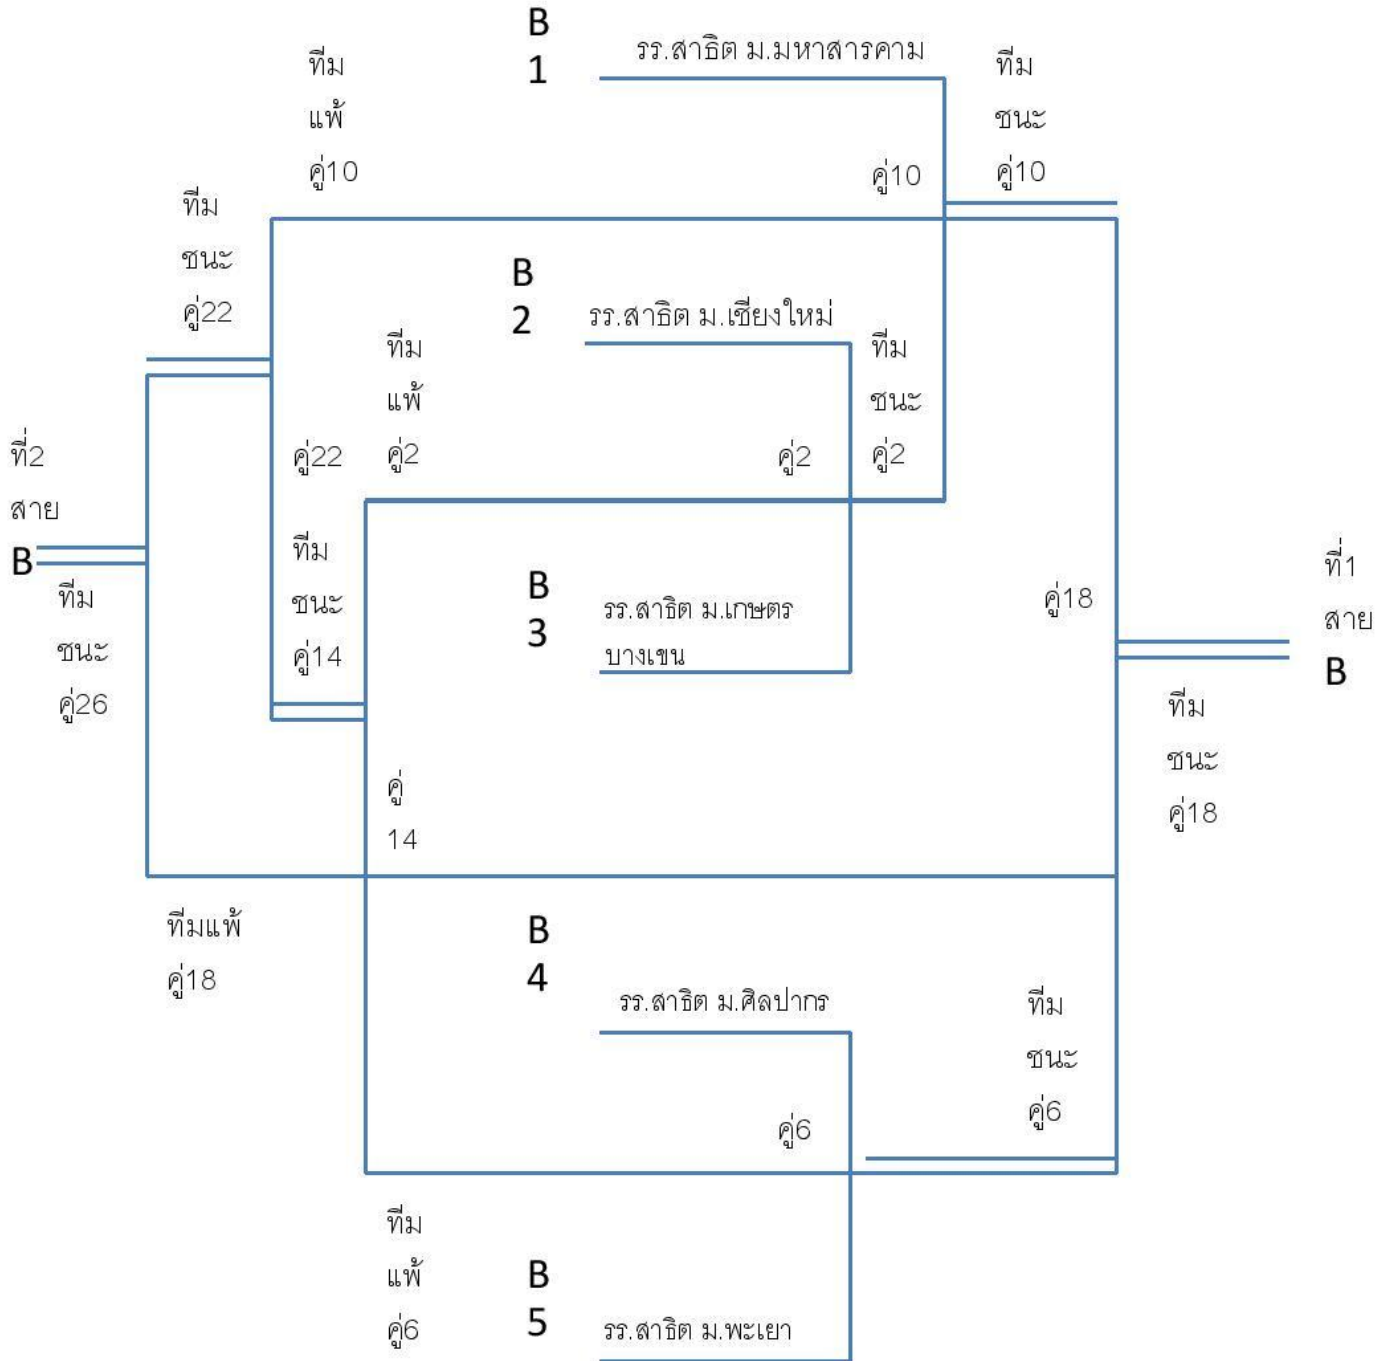 B
1
รร.สาธิต ม.มหาสารคาม
ทีม
แพ้
คู่10
ทีม
ชนะ
คู่10
คู่10
ทีม
ชนะ
คู่22
B
2
รร.สาธิต ม.เชียงใหม่
ทีม
แพ้
คู่2
ทีม
ชนะ
คู่2
คู่2
คู่22
ที่2
สาย
B
ทีม
ชนะ
คู่26
ทีม
ชนะ
คู่14
B
3
รร.สาธิต ม.เกษตร
บางเขน
คู่18
ที่1
สาย
B
ทีม
ชนะ
คู่18
คู่
14
ทีมแพ้
คู่18
B
4
รร.สาธิต ม.ศิลปากร
ทีม
ชนะ
คู่6
คู่6
ทีม
แพ้
คู่6
B
5
รร.สาธิต ม.พะเยา